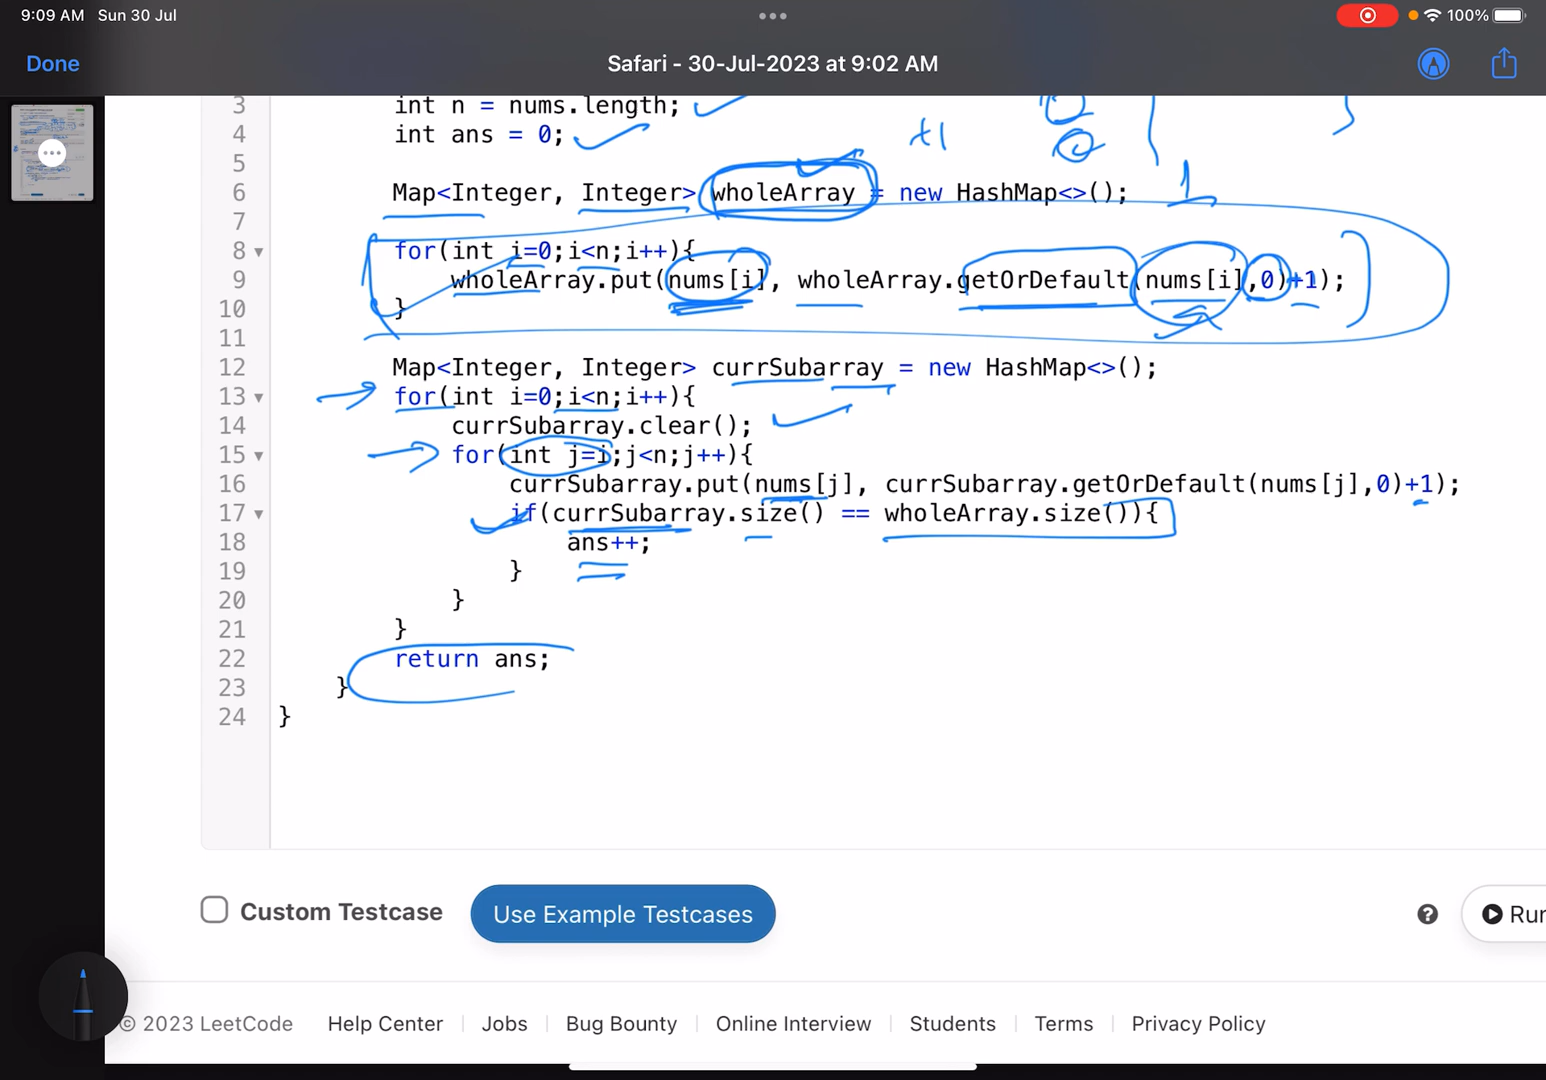 9:09 AM Sun 30 Jul
100%
Done
Safari - 30-Jul-2023 at 9:02 AM
3 int n = nums.length;
4 int ans = 0;
+1
5
6 Map<Integer, Integer> wholeArray = new HashMap<>();
1
7
8 for(int i=0;i<n;i++){
9 wholeArray.put(nums[i], wholeArray.getOrDefault(nums[i],0)+1);
10 }
11
12 Map<Integer, Integer> currSubarray = new HashMap<>();
13 for(int i=0;i<n;i++){
14 currSubarray.clear();
15 for(int j=i;j<n;j++){
16 currSubarray.put(nums[j], currSubarray.getOrDefault(nums[j],0)+1);
17 if(currSubarray.size() == wholeArray.size()){
18 ans++;
19 }
20 }
21 }
22 return ans;
23 }
24 }
Custom Testcase
Use Example Testcases
Run
© 2023 LeetCode Help Center Jobs Bug Bounty Online Interview Students Terms Privacy Policy